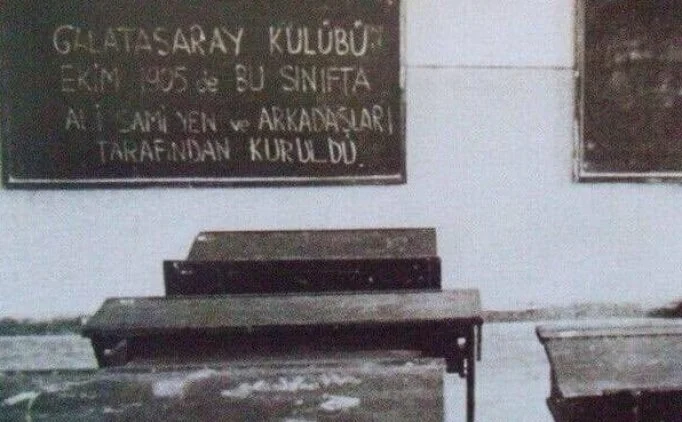 GALATASARAY KULÜBÜ
EKİM 1905 de BU SINIFTA
ALİ SAMİ YEN ve ARKADAŞLARI
TARAFINDAN KURULDU